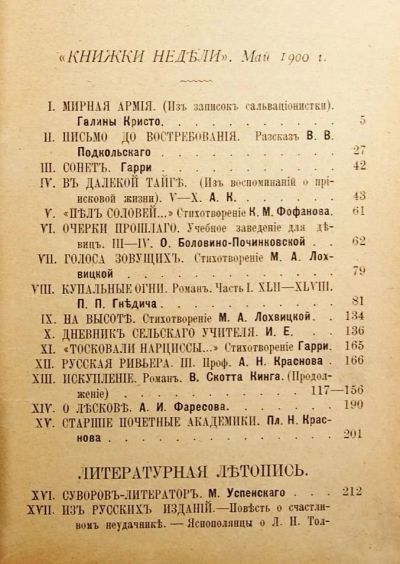 «КНИЖКИ НЕДѢЛИ». Май 1900 г.
I. МИРНАЯ АРМІЯ. (Изъ записокъ сальваціонистки).
Галины Кристо . . . . . . . . . . 5
II. ПИСЬМО ДО ВОСТРЕБОВАНІЯ. Разсказъ В. В.
Подкольскаго . . . . . . . . . . 27
III. СОНЕТЪ. Гарри . . . . . . . . . . 42
IV. ВЪ ДАЛЕКОЙ ТАЙГѢ. (Изъ воспоминаній о прі-
исковой жизни). V—X. А. К. . . . . . . 43
V. «ПѢЛЪ СОЛОВЕЙ...» Стихотвореніе К. М. Фофанова. 61
VI. ОЧЕРКИ ПРОШЛАГО. Учебное заведеніе для дѣ-
вицъ. III—IV. О. Боловино-Починковской . . 62
VII. ГОЛОСА ЗОВУЩИХЪ. Стихотвореніе М. А. Лох-
вицкой . . . . . . . . . . 79
VIII. КУПАЛЬНЫЕ ОГНИ. Романъ. Часть I. XLII—XLVIII.
П. П. Гнѣдича . . . . . . . . . . 81
IX. НА ВЫСОТѢ. Стихотвореніе М. А. Лохвицкой . 134
X. ДНЕВНИКЪ СЕЛЬСКАГО УЧИТЕЛЯ. И. Е. . . 136
XI. «ТОСКОВАЛИ НАРЦИССЫ...» Стихотвореніе Гарри. 165
XII. РУССКАЯ РИВЬЕРА. III. Проф. А. Н. Краснова . 166
XIII. ИСКУПЛЕНІЕ. Романъ. В. Скотта Кинга. (Продол-
женіе) . . . . . . . . . . 117—156
XIV. О ЛѢСКОВѢ. А. И. Фаресова. . . . . . 190
XV. СТАРШІЕ ПОЧЕТНЫЕ АКАДЕМИКИ. Пл. Н. Крас-
нова . . . . . . . . . . 201
ЛИТЕРАТУРНАЯ ЛѢТОПИСЬ.
XVI. СУВОРОВЪ-ЛИТЕРАТОРЪ. М. Успенскаго . . . 212
XVII. ИЗЪ РУССКИХЪ ИЗДАНІЙ.—Повѣсть о счастли-
вомъ неудачникѣ. — Яснополянцы о Л. Н. Тол-